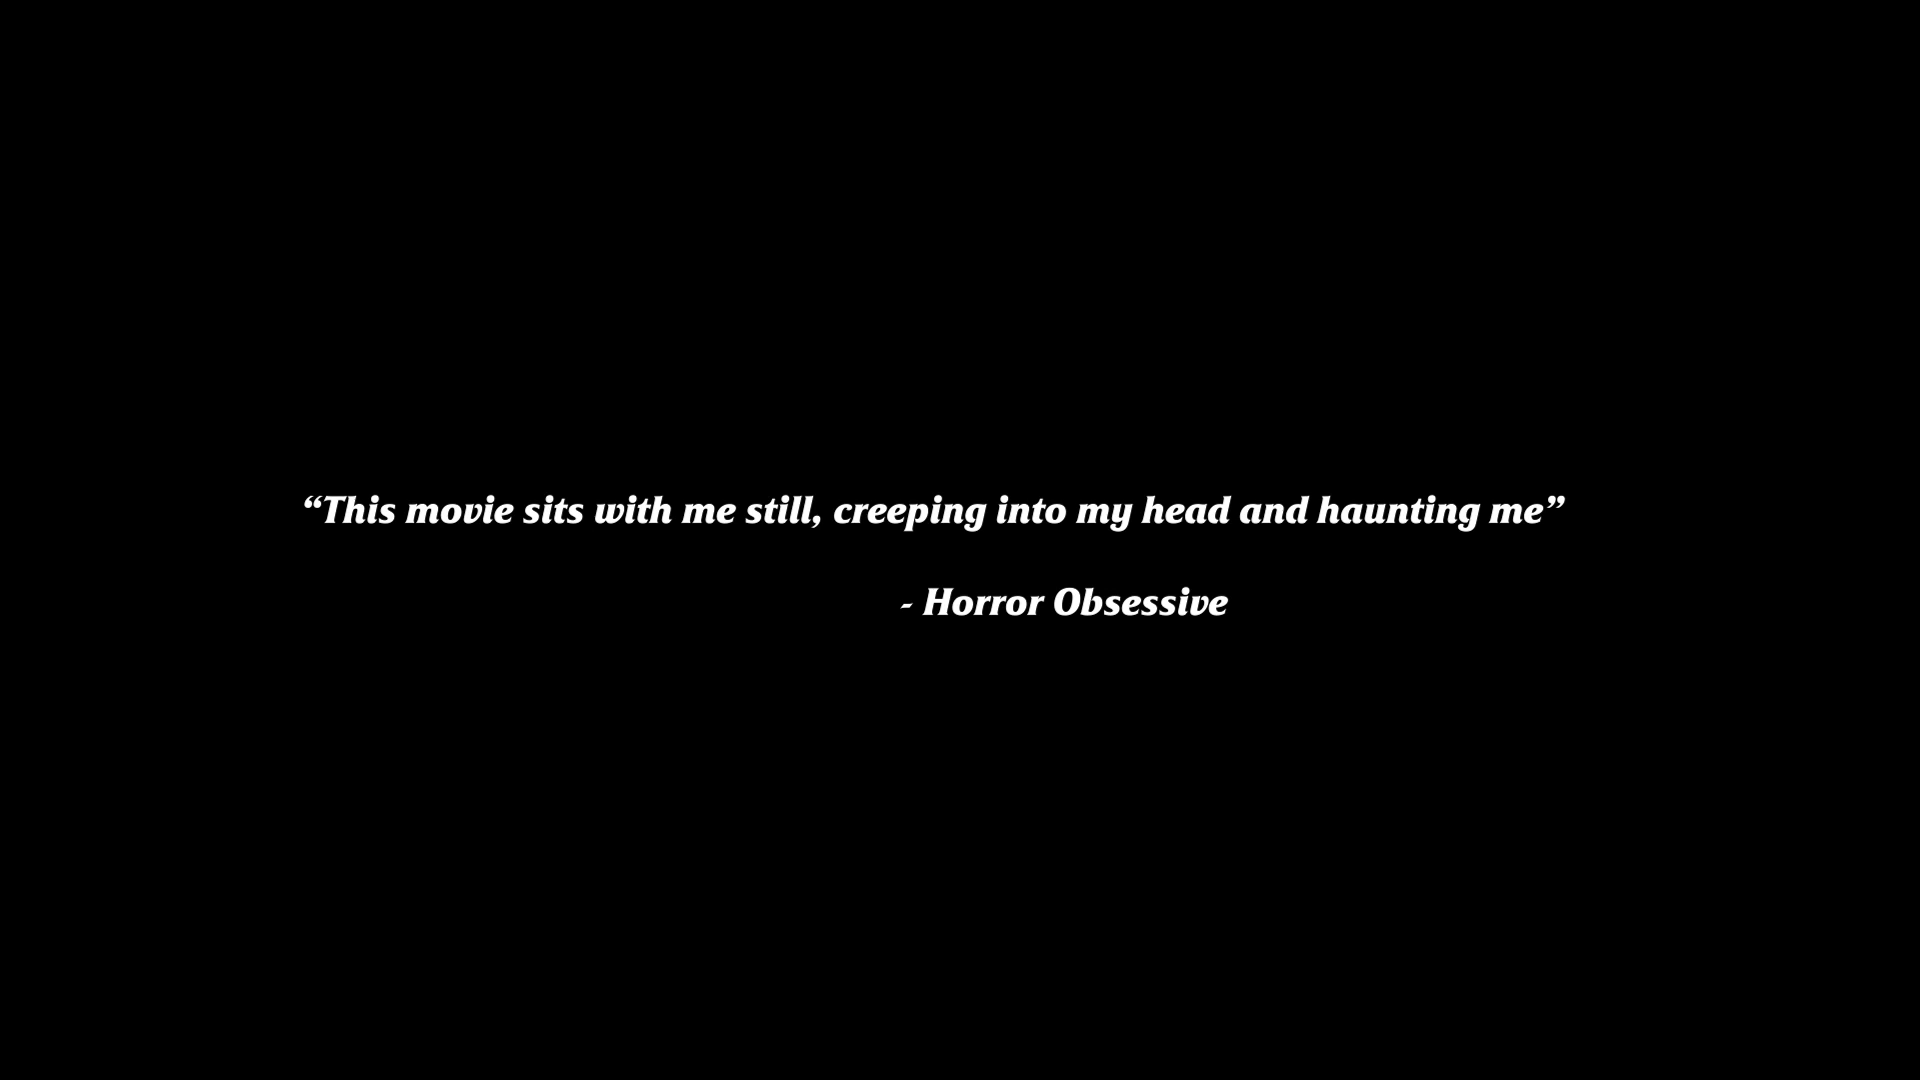 “This movie sits with me still, creeping into my head and haunting me”
- Horror Obsessive